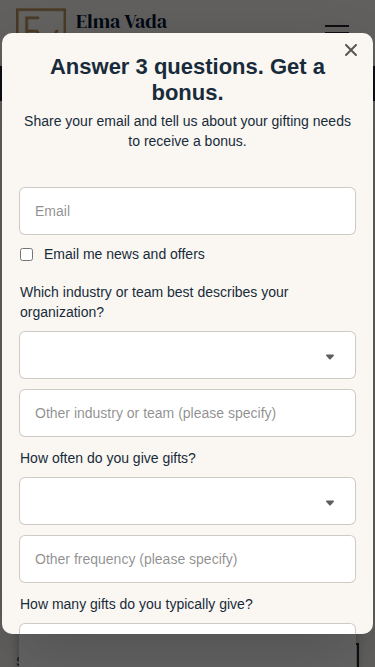 Elma Vada
Answer 3 questions. Get a
bonus.
Share your email and tell us about your gifting needs
to receive a bonus.
Email
Email me news and offers
Which industry or team best describes your
organization?
Other industry or team (please specify)
How often do you give gifts?
Other frequency (please specify)
How many gifts do you typically give?